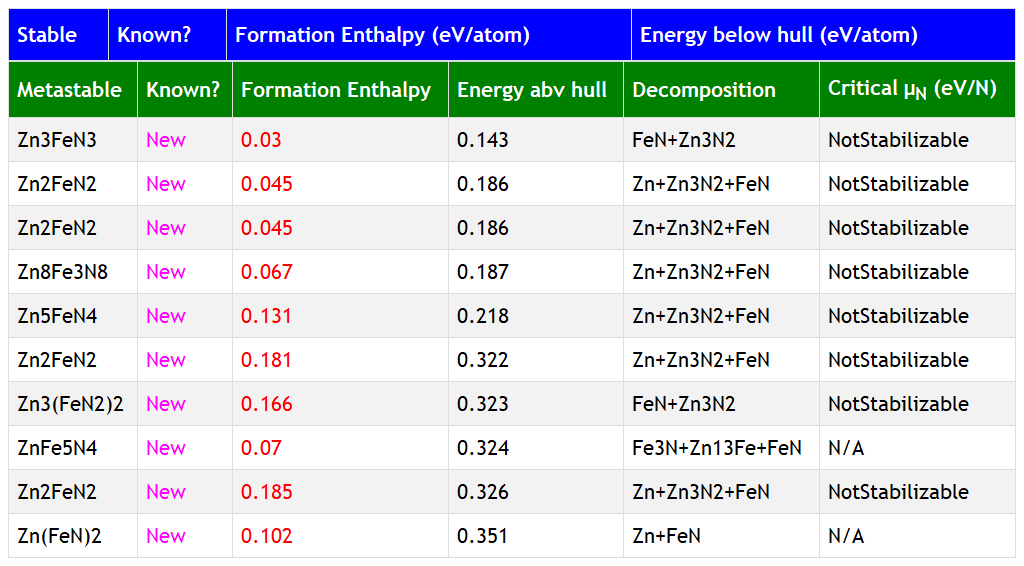 Stable Known? Formation Enthalpy (eV/atom) Energy below hull (eV/atom)
Metastable Known? Formation Enthalpy Energy abv hull Decomposition Critical μN (eV/N)
Zn3FeN3 New 0.03 0.143 FeN+Zn3N2 NotStabilizable
Zn2FeN2 New 0.045 0.186 Zn+Zn3N2+FeN NotStabilizable
Zn2FeN2 New 0.045 0.186 Zn+Zn3N2+FeN NotStabilizable
Zn8Fe3N8 New 0.067 0.187 Zn+Zn3N2+FeN NotStabilizable
Zn5FeN4 New 0.131 0.218 Zn+Zn3N2+FeN NotStabilizable
Zn2FeN2 New 0.181 0.322 Zn+Zn3N2+FeN NotStabilizable
Zn3(FeN2)2 New 0.166 0.323 FeN+Zn3N2 NotStabilizable
ZnFe5N4 New 0.07 0.324 Fe3N+Zn13Fe+FeN N/A
Zn2FeN2 New 0.185 0.326 Zn+Zn3N2+FeN NotStabilizable
Zn(FeN)2 New 0.102 0.351 Zn+FeN N/A